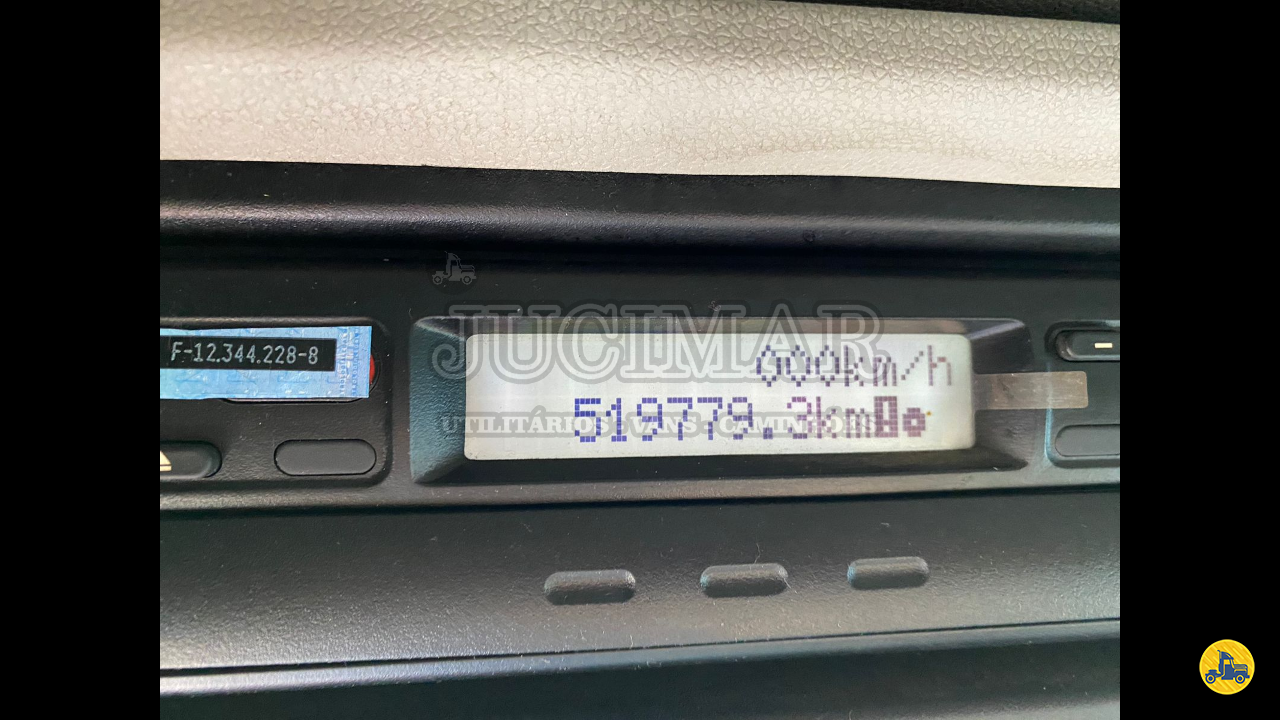 F-12.344.228-8
JUCIMAR
000km/h
UTILITÁRIOS, VANS, CAMINHÕES
519779.3km